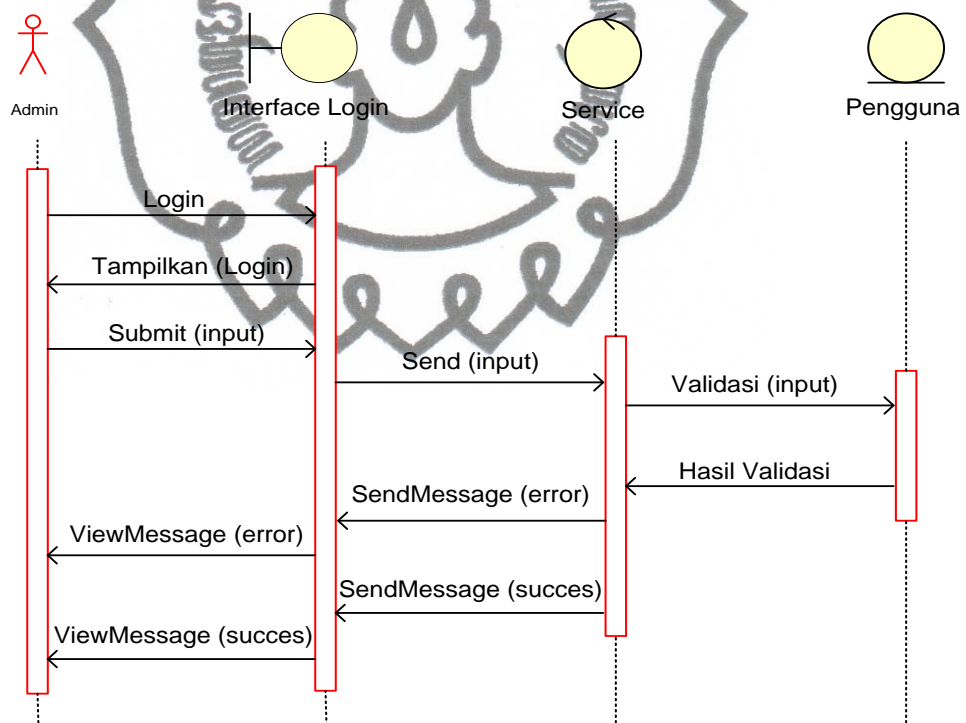 Admin
Interface Login
Service
Pengguna
Login
Tampilkan (Login)
Submit (input)
Send (input)
Validasi (input)
Hasil Validasi
SendMessage (error)
ViewMessage (error)
SendMessage (succes)
ViewMessage (succes)